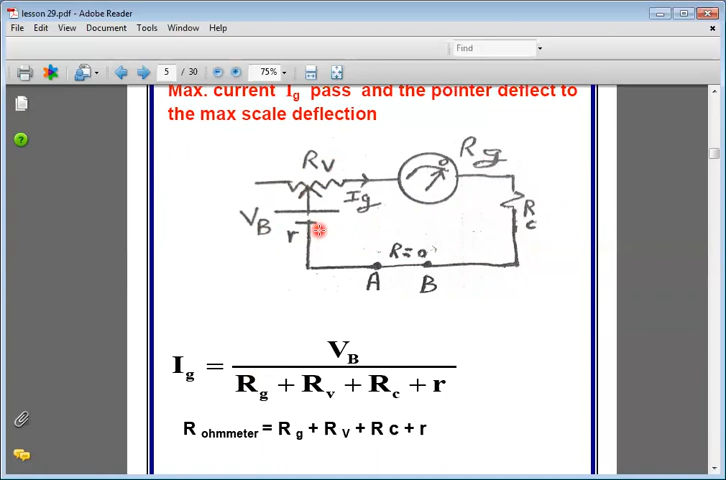 lesson 29.pdf - Adobe Reader
File Edit View Document Tools Window Help
Find
5 / 30 75%
Max. current Ig pass and the pointer deflect to
the max scale deflection
RV
Rg
o
Ig
Rc
VB
r
R=0
A B
Ig = VB / Rg + Rv + Rc + r
R ohmmeter = R g + R V + R c + r